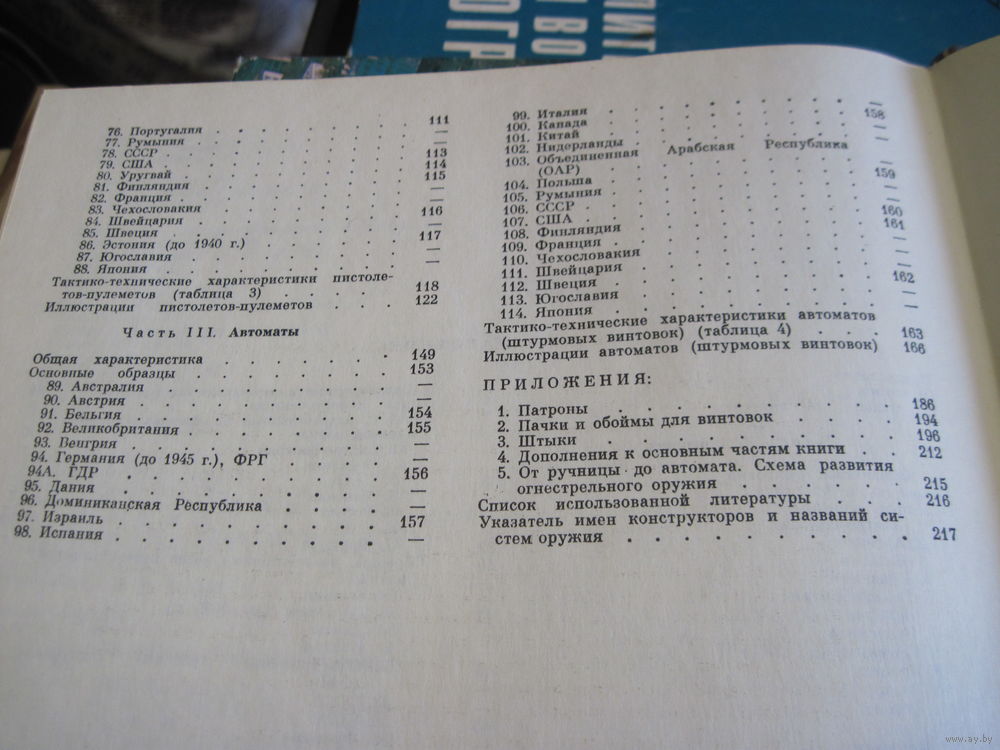 ОГР
ВО
76. Португалия . . . . . . . . 111
77. Румыния . . . . . . . . —
78. СССР . . . . . . . . 113
79. США . . . . . . . . 114
80. Уругвай . . . . . . . . 115
81. Финляндия . . . . . . . . —
82. Франция . . . . . . . . —
83. Чехословакия . . . . . . . . 116
84. Швейцария . . . . . . . . —
85. Швеция . . . . . . . . 117
86. Эстония (до 1940 г.) . . . . . . —
87. Югославия . . . . . . . . —
88. Япония . . . . . . . .
Тактико-технические характеристики пистоле-
тов-пулеметов (таблица 3) . . . . . 118
Иллюстрации пистолетов-пулеметов . . . . 122
Часть III. Автоматы
Общая характеристика . . . . . . 149
Основные образцы . . . . . . . 153
89. Австралия . . . . . . . . —
90. Австрия . . . . . . . . —
91. Бельгия . . . . . . . . 154
92. Великобритания . . . . . . . 155
93. Венгрия . . . . . . . . —
94. Германия (до 1945 г.), ФРГ . . . . . —
94А. ГДР . . . . . . . . 156
95. Дания . . . . . . . . —
96. Доминиканская Республика . . . . —
97. Израиль . . . . . . . . 157
98. Испания . . . . . . . . . —
99. Италия . . . . . . . . —
100. Канада . . . . . . . . 158
101. Китай . . . . . . . .
102. Нидерланды . . . . . . . .
103. Объединенная Арабская Республика
(ОАР) . . . . . . . . —
104. Польша . . . . . . . . 159
105. Румыния . . . . . . . . —
106. СССР . . . . . . . . 160
107. США . . . . . . . . 161
108. Финляндия . . . . . . . . —
109. Франция . . . . . . . . —
110. Чехословакия . . . . . . . . —
111. Швейцария . . . . . . . . 162
112. Швеция . . . . . . . . —
113. Югославия . . . . . . . . —
114. Япония . . . . . . . . —
Тактико-технические характеристики автоматов
(штурмовых винтовок) (таблица 4) . . . 163
Иллюстрации автоматов (штурмовых винтовок) 166
ПРИЛОЖЕНИЯ:
1. Патроны . . . . . . . . 186
2. Пачки и обоймы для винтовок . . . . 194
3. Штыки . . . . . . . . 196
4. Дополнения к основным частям книги . . 212
5. От ручницы до автомата. Схема развития
огнестрельного оружия . . . . . 215
Список использованной литературы . . . 216
Указатель имен конструкторов и названий си-
стем оружия . . . . . . . . 217
www.ay.by